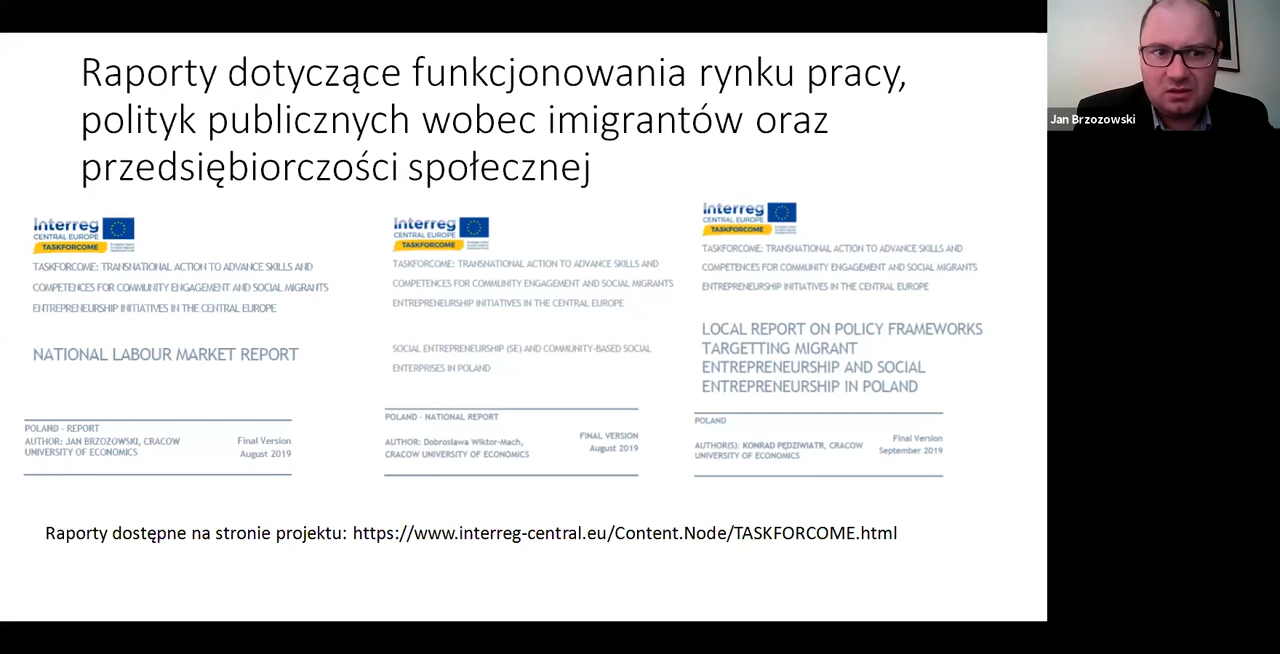 Raporty dotyczące funkcjonowania rynku pracy,
polityk publicznych wobec imigrantów oraz
przedsiębiorczości społecznej
Jan Brzozowski
Interreg
CENTRAL EUROPE
TASKFORCOME
TASKFORCOME: TRANSNATIONAL ACTION TO ADVANCE SKILLS AND
COMPETENCES FOR COMMUNITY ENGAGEMENT AND SOCIAL MIGRANTS
ENTREPRENEURSHIP INITIATIVES IN THE CENTRAL EUROPE
NATIONAL LABOUR MARKET REPORT
POLAND - REPORT
AUTHOR: JAN BRZOZOWSKI, CRACOW
UNIVERSITY OF ECONOMICS
Final Version
August 2019
Interreg
CENTRAL EUROPE
TASKFORCOME
TASKFORCOME: TRANSNATIONAL ACTION TO ADVANCE SKILLS AND
COMPETENCES FOR COMMUNITY ENGAGEMENT AND SOCIAL MIGRANTS
ENTREPRENEURSHIP INITIATIVES IN THE CENTRAL EUROPE
SOCIAL ENTREPRENEURSHIP (SE) AND COMMUNITY-BASED SOCIAL
ENTERPRISES IN POLAND
POLAND - NATIONAL REPORT
AUTHOR: Dobrosława Wiktor-Mach,
CRACOW UNIVERSITY OF ECONOMICS
FINAL VERSION
August 2019
Interreg
CENTRAL EUROPE
TASKFORCOME
TASKFORCOME: TRANSNATIONAL ACTION TO ADVANCE SKILLS AND
COMPETENCES FOR COMMUNITY ENGAGEMENT AND SOCIAL MIGRANTS
ENTREPRENEURSHIP INITIATIVES IN THE CENTRAL EUROPE
LOCAL REPORT ON POLICY FRAMEWORKS
TARGETTING MIGRANT
ENTREPRENEURSHIP AND SOCIAL
ENTREPRENEURSHIP IN POLAND
POLAND
AUTHOR(S): KONRAD PĘDZIWIATR, CRACOW
UNIVERSITY OF ECONOMICS
Final Version
September 2019
Raporty dostępne na stronie projektu: https://www.interreg-central.eu/Content.Node/TASKFORCOME.html